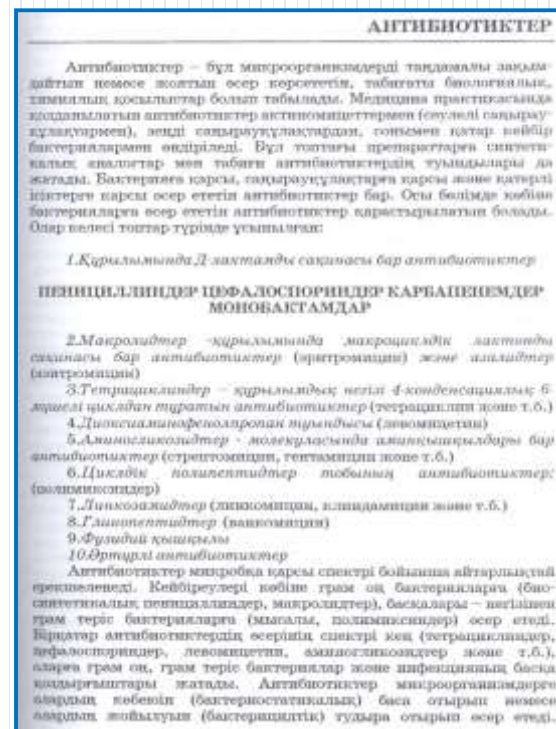 АНТИБИОТИКТЕР
Антибиотиктер – бұл микроорганизмдерді таңдамалы зақым-
дайтын немесе жоятын әсер көрсететін, табиғаты биологиялық,
химиялық қосылыстар болып табылады. Медицина практикасында
қолданылатын антибиотиктер актиномицеттермен (сәулелі саңырау-
құлақтармен), зеңді саңырауқұлақтардан, сонымен қатар кейбір
бактериялармен өндіріледі. Бұл топтағы препараттарға синтети-
калық аналогтар мен табиғи антибиотиктердің туындылары да
жатады. Бактерияға қарсы, саңырауқұлақтарға қарсы және қатерлі
ісіктерге қарсы әсер ететін антибиотиктер бар. Осы бөлімде көбіне
бактерияларға әсер ететін антибиотиктер қарастырылатын болады.
Олар келесі топтар түрінде ұсынылған:
1.Құрылымында Д-лактамды сақинасы бар антибиотиктер
ПЕНИЦИЛЛИНДЕР ЦЕФАЛОСПОРИНДЕР КАРБАПЕНЕМДЕР
МОНОБАКТАМДАР
2.Макролидтер -құрылымында макроциклдік лактонды
сақинасы бар антибиотиктер (эритромицин) және азалидтер
(азитромицин)
3.Тетрациклиндер – құрылымдық негізі 4-конденсациялық 6-
мүшелі циклдан тұратын антибиотиктер (тетрациклин және т.б.)
4.Диоксиаминофенолпропан туындысы (левомицетин)
5.Аминогликозидтер - молекуласында аминқышқылдары бар
антибиотиктер (стрептомицин, гентамицин және т.б.)
6.Циклдік полипептидтер тобының антибиотиктер:
(полимиксиндер)
7.Линкозамидтер (линкомицин, клиндамицин және т.б.)
8.Гликопептидтер (ванкомицин)
9.Фузидий қышқылы
10.Әртүрлі антибиотиктер
Антибиотиктер микробқа қарсы спектрі бойынша айтарлықтай
ерекшеленеді. Кейбіреулері көбіне грам оң бактерияларға (био-
синтетикалық пенициллиндер, макролидтер), басқалары – негізінен
грам теріс бактерияларға (мысалы, полимиксиндер) әсер етеді.
Бірқатар антибиотиктердің әсерінің спектрі кең (тетрациклиндер,
цефалоспориндер, левомицетин, аминогликозидтер және т.б.),
оларға грам оң, грам теріс бактериялар және инфекцияның басқа
қоздырғыштары жатады. Антибиотиктер микроорганизмдерге
олардың көбеюін (бактериостатикалық) баса отырып немесе
олардың жойылуын (бактерицидтік) тудыра отырып әсер етеді.